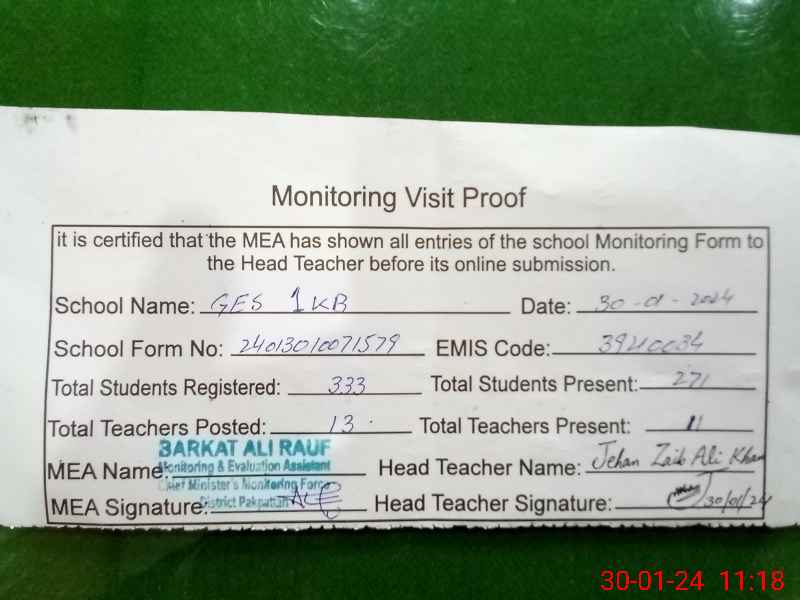 Monitoring Visit Proof
it is certified that the MEA has shown all entries of the school Monitoring Form to
the Head Teacher before its online submission.
School Name: GES 1KB Date: 30-01-2024
School Form No: 24013010071579 EMIS Code: 39210034
Total Students Registered: 333 Total Students Present: 271
Total Teachers Posted: 13 Total Teachers Present: 11
BARKAT ALI RAUF
MEA Name: Monitoring & Evaluation Assistant Head Teacher Name: Jehan Zaib Ali Khan
Chief Minister's Monitoring Force
MEA Signature: District Pakpattan Head Teacher Signature: 30/01/24
30-01-24 11:18